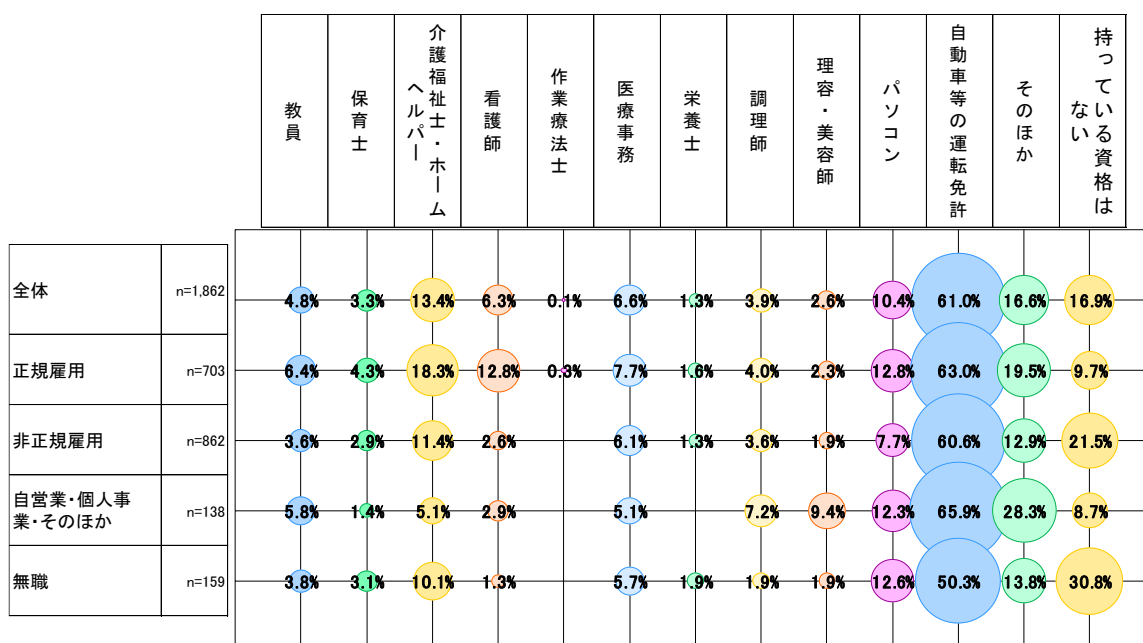 教員
保育士
介護福祉士・ホーム
ヘルパー
看護師
作業療法士
医療事務
栄養士
調理師
理容・美容師
パソコン
自動車等の運転免許
そのほか
持っている資格は
ない
全体 n=1,862 4.8% 3.3% 13.4% 6.3% 0.1% 6.6% 1.3% 3.9% 2.6% 10.4% 61.0% 16.6% 16.9%
正規雇用 n=703 6.4% 4.3% 18.3% 12.8% 0.3% 7.7% 1.6% 4.0% 2.3% 12.8% 63.0% 19.5% 9.7%
非正規雇用 n=862 3.6% 2.9% 11.4% 2.6% 6.1% 1.3% 3.6% 1.9% 7.7% 60.6% 12.9% 21.5%
自営業・個人事
業・そのほか n=138 5.8% 1.4% 5.1% 2.9% 5.1% 7.2% 9.4% 12.3% 65.9% 28.3% 8.7%
無職 n=159 3.8% 3.1% 10.1% 1.3% 5.7% 1.9% 1.9% 1.9% 12.6% 50.3% 13.8% 30.8%